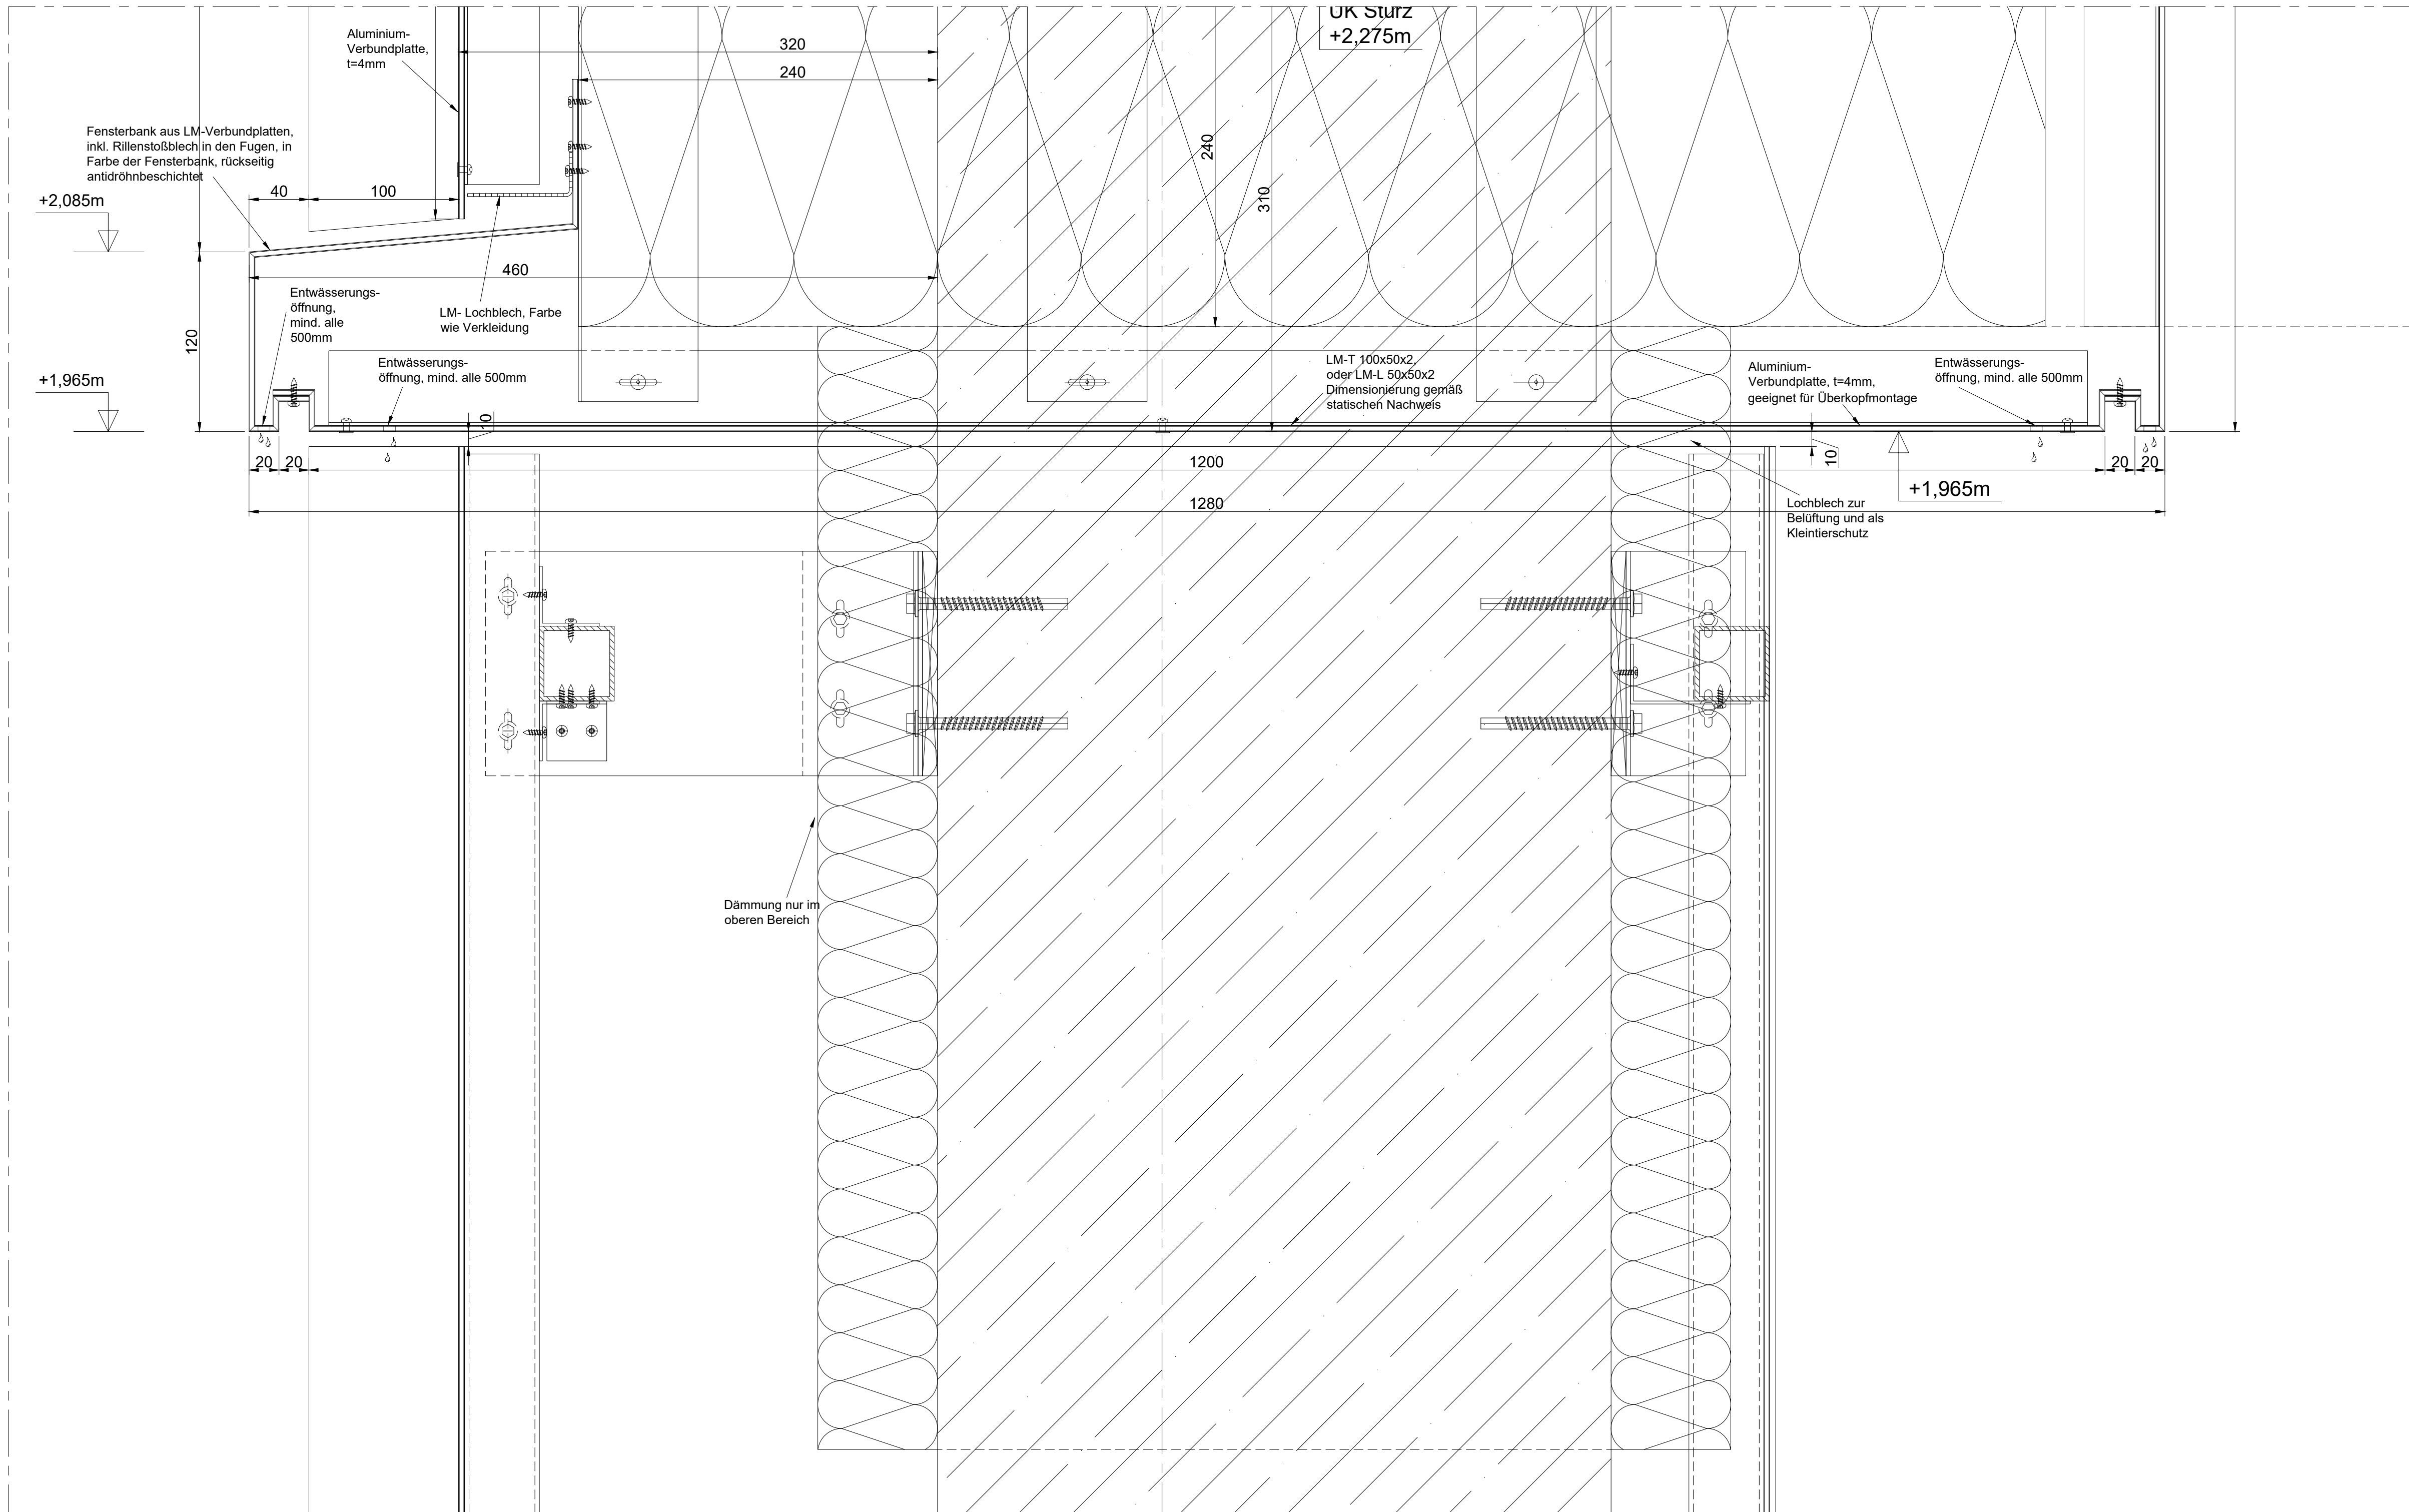 UK Sturz
+2,275m
Aluminium-
Verbundplatte,
t=4mm
320
240
Fensterbank aus LM-Verbundplatten,
inkl. Rillenstoßblech in den Fugen, in
Farbe der Fensterbank, rückseitig
antidröhnbeschichtet
40
100
240
310
+2,085m
460
Entwässerungs-
öffnung,
mind. alle
500mm
LM- Lochblech, Farbe
wie Verkleidung
120
+1,965m
Entwässerungs-
öffnung, mind. alle 500mm
LM-T 100x50x2,
oder LM-L 50x50x2
Dimensionierung gemäß
statischen Nachweis
Aluminium-
Verbundplatte, t=4mm,
geeignet für Überkopfmontage
Entwässerungs-
öffnung, mind. alle 500mm
10
10
20
20
1200
20
20
+1,965m
1280
Lochblech zur
Belüftung und als
Kleintierschutz
Dämmung nur im
oberen Bereich